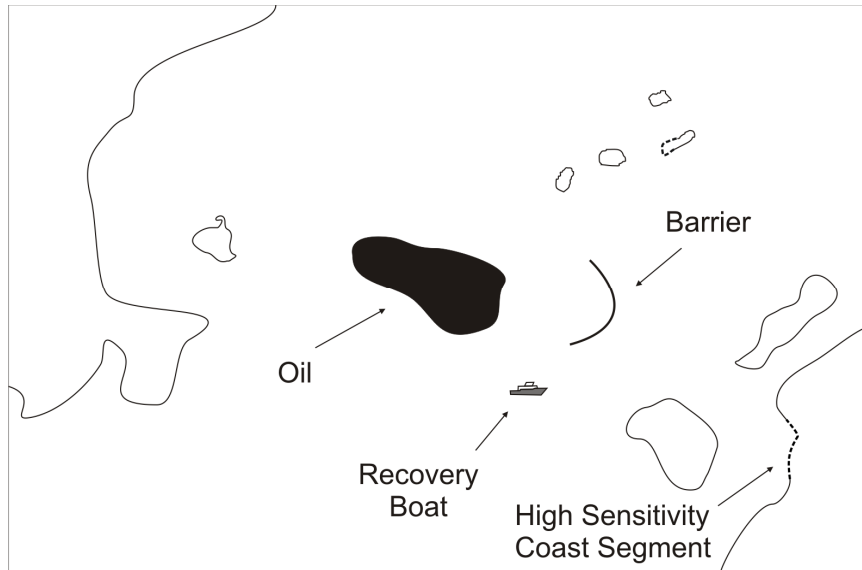 Barrier
Oil
Recovery
Boat
High Sensitivity
Coast Segment